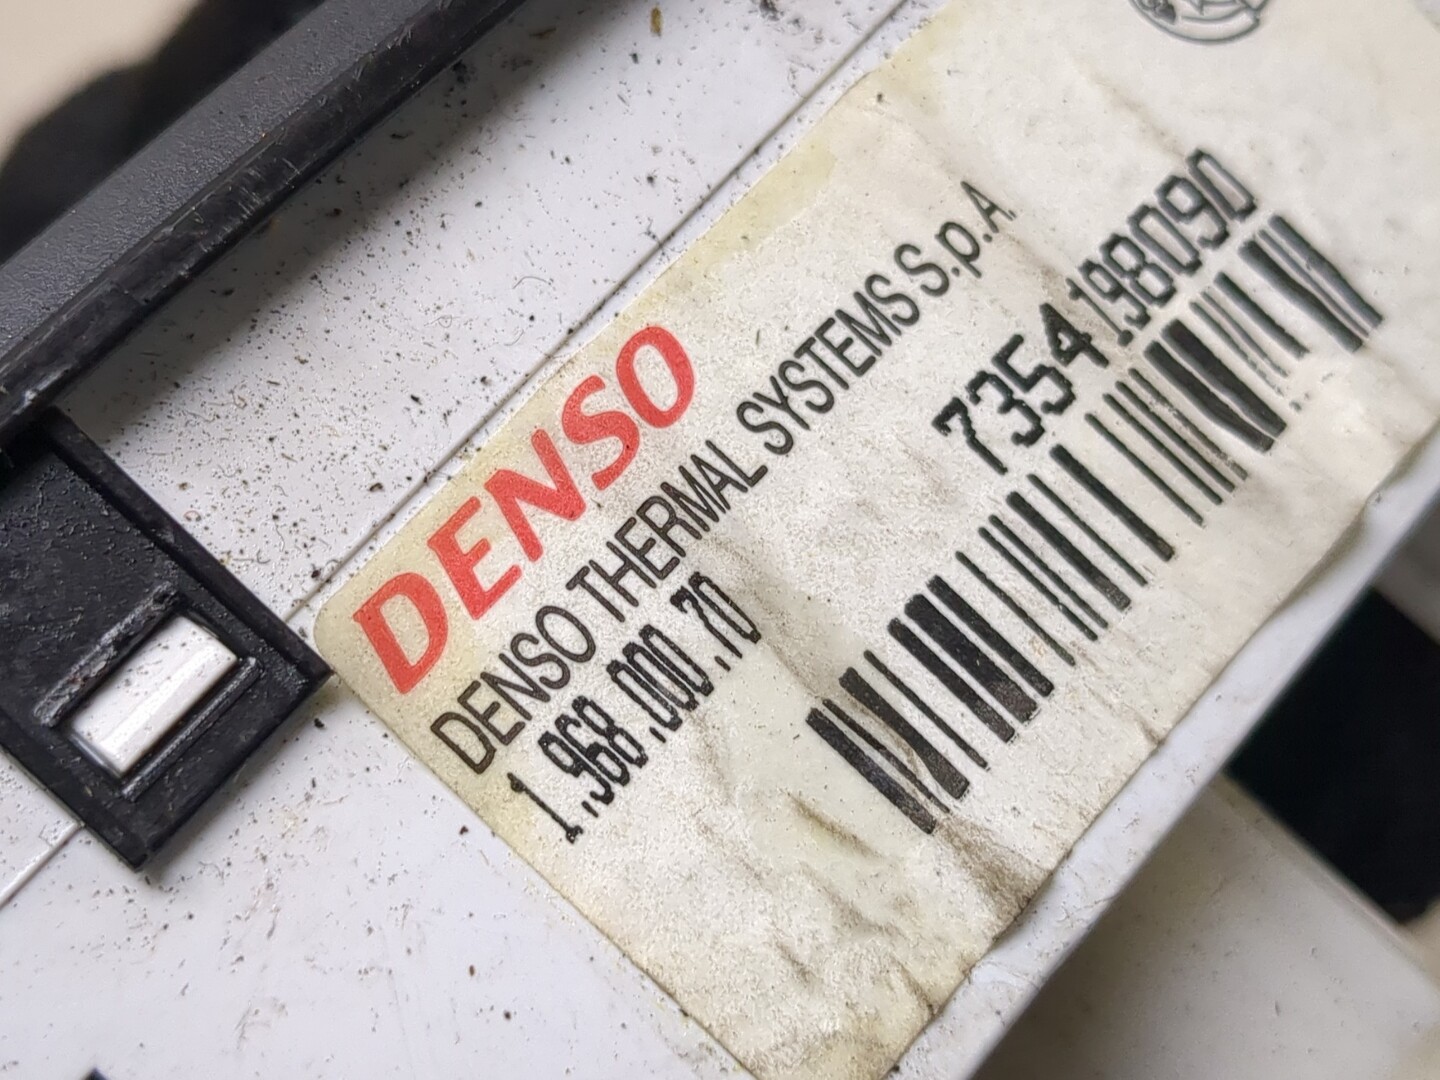 DENSO
DENSO THERMAL SYSTEMS S.p.A.
1.968.000.70
7354198090